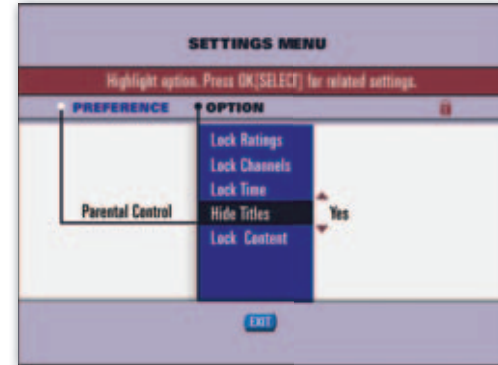 SETTINGS MENU
Highlight option. Press OK[SELECT] for related settings.
PREFERENCE OPTION
Lock Ratings
Lock Channels
Lock Time
Parental Control Hide Titles Yes
Lock Content
EXIT